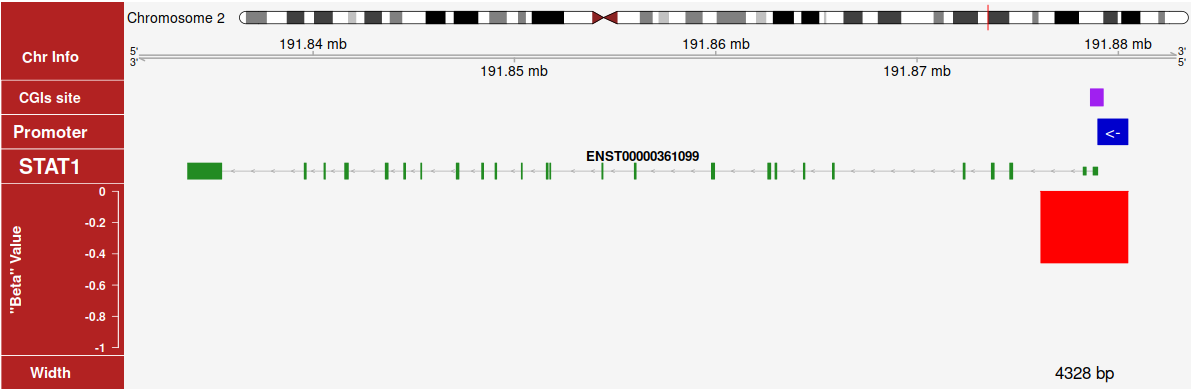 Chromosome 2
191.84 mb 191.86 mb 191.88 mb
Chr Info
5' 3'
3' 5'
191.85 mb 191.87 mb
CGIs site
Promoter <-
ENST00000361099
STAT1
"Beta" Value
0
-0.2
-0.4
-0.6
-0.8
-1
Width 4328 bp